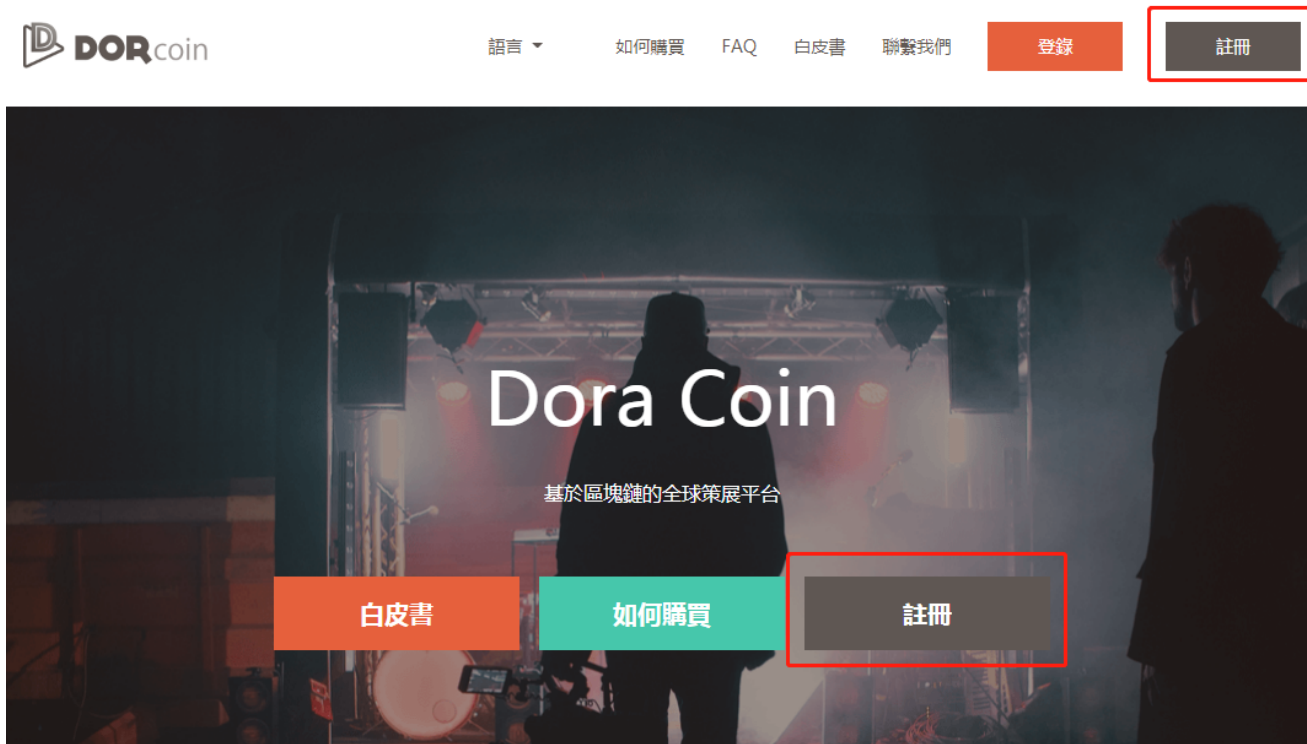 DORcoin
語言
如何購買
FAQ
白皮書
聯繫我們
登錄
註冊
Dora Coin
基於區塊鏈的全球策展平台
白皮書
如何購買
註冊